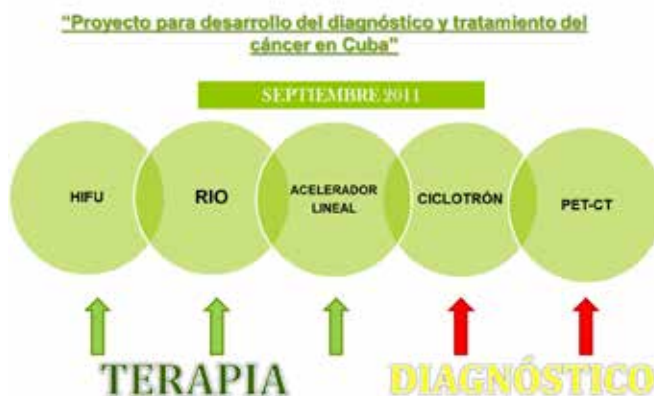 "Proyecto para desarrollo del diagnóstico y tratamiento del
cáncer en Cuba"
SEPTIEMBRE 2011
HIFU
RIO
ACELERADOR
LINEAL
CICLOTRÓN
PET-CT
TERAPIA
DIAGNÓSTICO